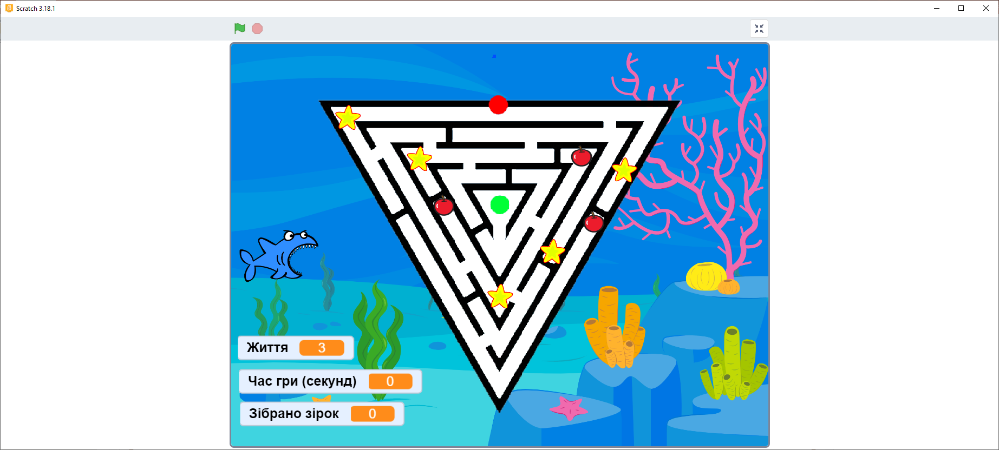 Scratch 3.18.1
Життя 3
Час гри (секунд) 0
Зібрано зірок 0